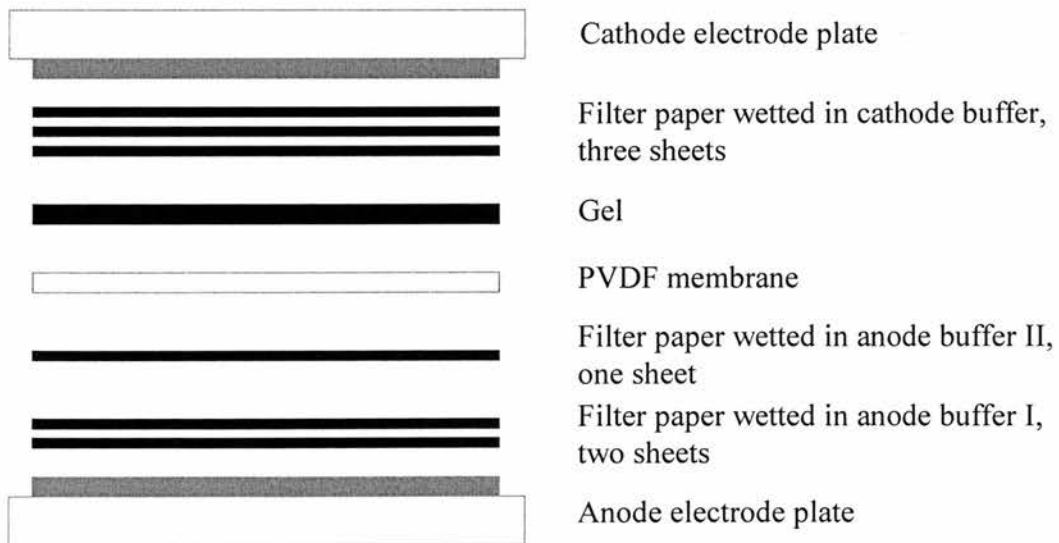 Cathode electrode plate
Filter paper wetted in cathode buffer,
three sheets
Gel
PVDF membrane
Filter paper wetted in anode buffer II,
one sheet
Filter paper wetted in anode buffer I,
two sheets
Anode electrode plate